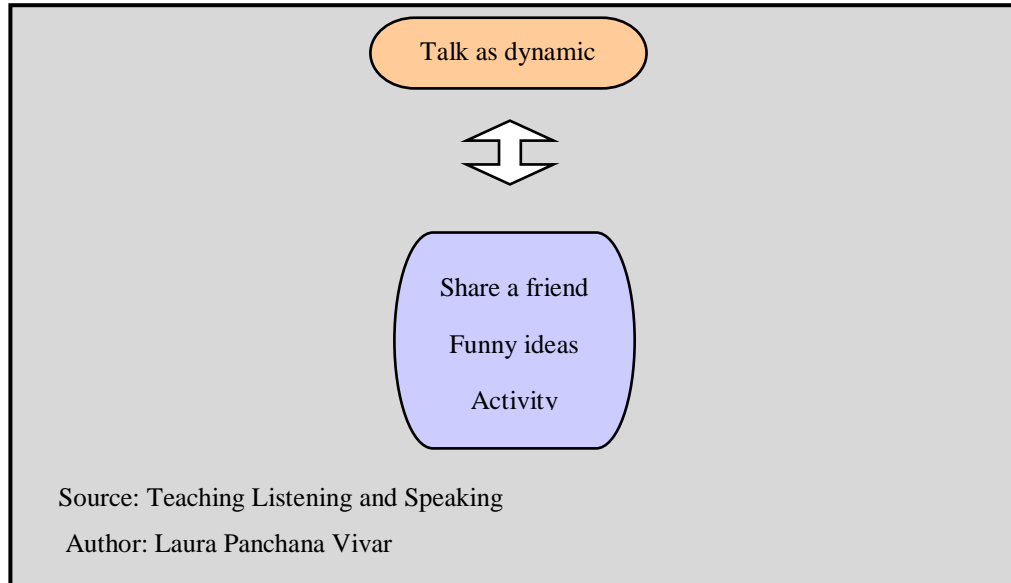 Talk as dynamic
Share a friend
Funny ideas
Activity
Source: Teaching Listening and Speaking
Author: Laura Panchana Vivar